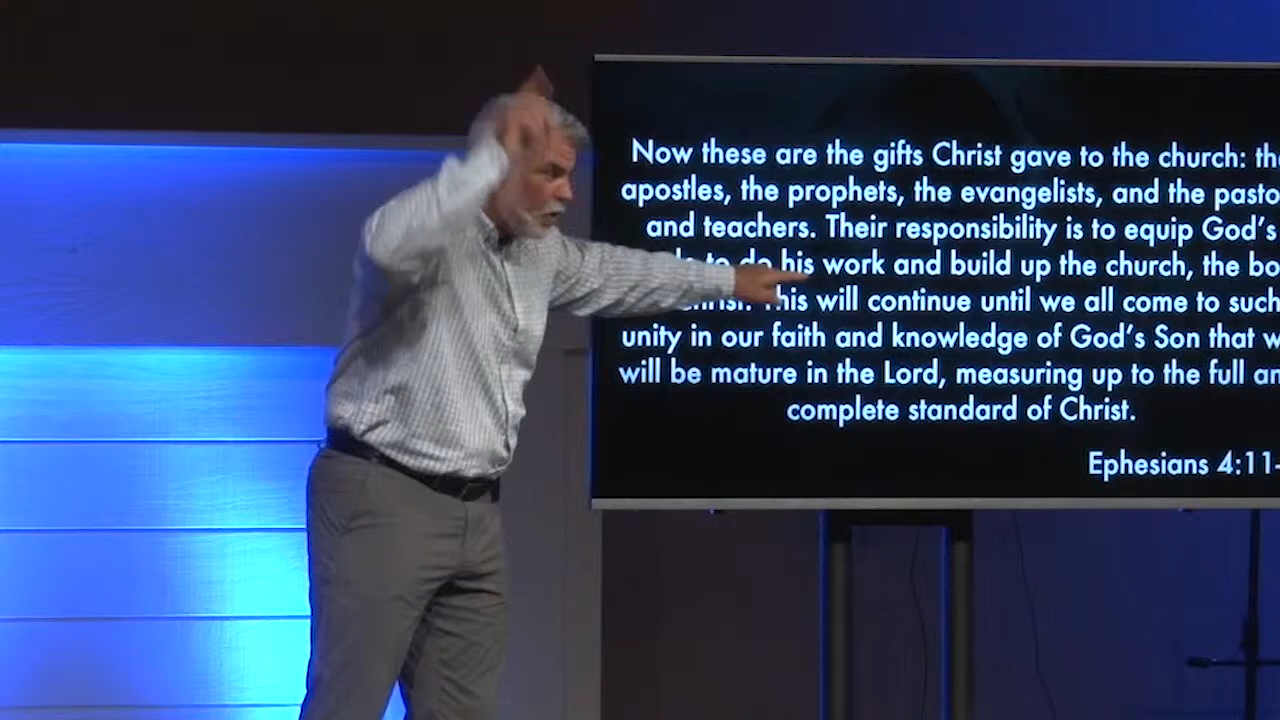 Now these are the gifts Christ gave to the church: the
apostles, the prophets, the evangelists, and the pasto
and teachers. Their responsibility is to equip God's
to do his work and build up the church, the bo
Christ. This will continue until we all come to such
unity in our faith and knowledge of God's Son that w
will be mature in the Lord, measuring up to the full an
complete standard of Christ.
Ephesians 4:11-